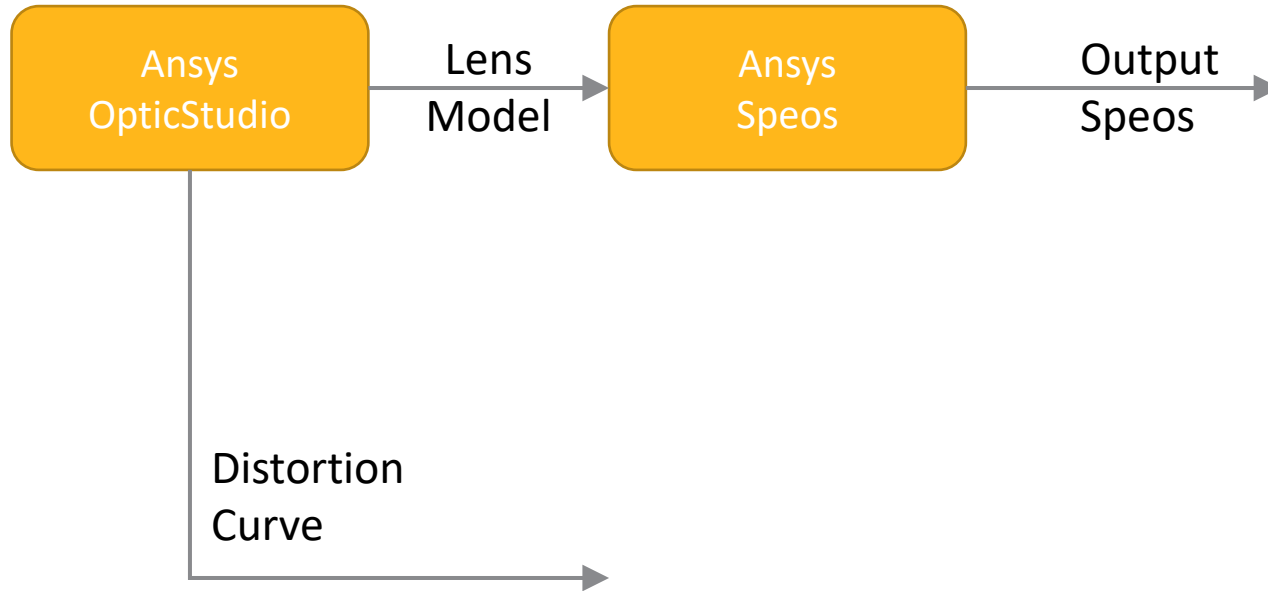 Ansys
OpticStudio
Lens
Model
Ansys
Speos
Output
Speos
Distortion
Curve